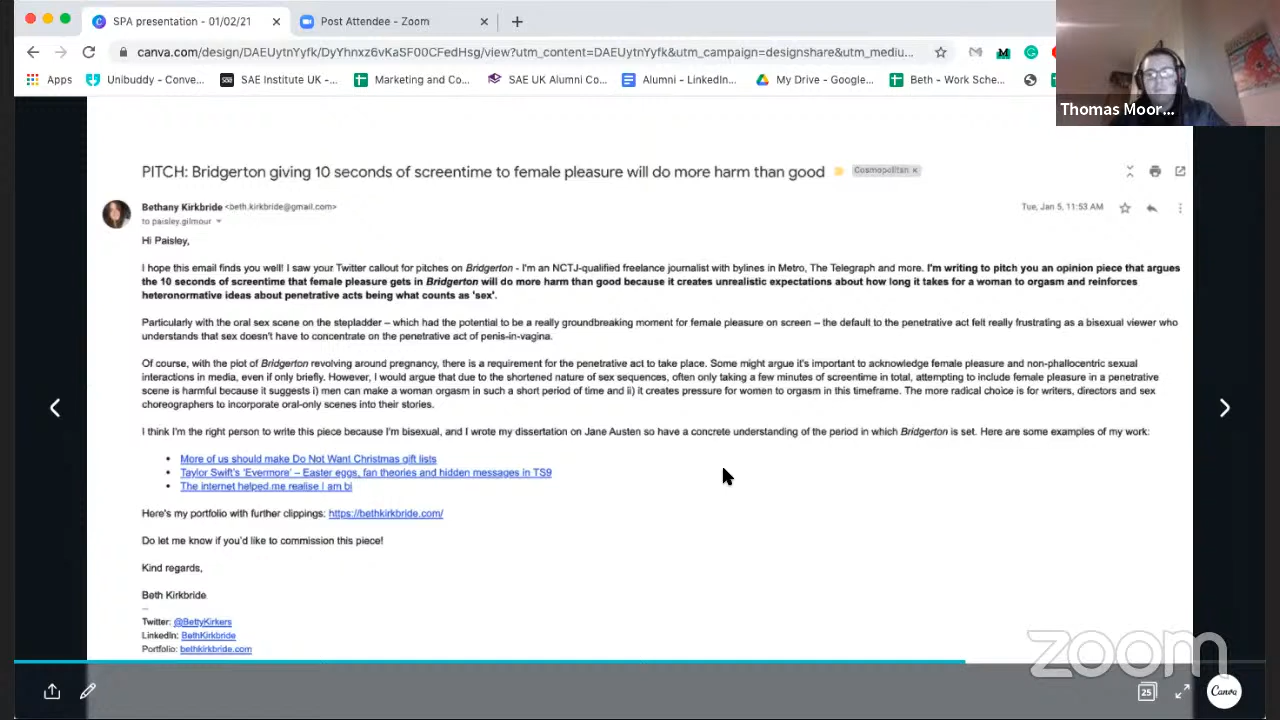 SPA presentation - 01/02/21
Post Attendee - Zoom
canva.com/design/DAEUytnYyfk/DyYhnxz6vKaSF00CFedHsg/view?utm_content=DAEUytnYyfk&utm_campaign=designshare&utm_mediu...
Apps
Unibuddy - Conve...
SAE Institute UK -...
Marketing and Co...
SAE UK Alumni Co...
Alumni - LinkedIn...
My Drive - Google...
Beth - Work Sche...
Thomas Moor...
PITCH: Bridgerton giving 10 seconds of screentime to female pleasure will do more harm than good
Cosmopolitan ×
Bethany Kirkbride <beth.kirkbride@gmail.com>
Tue, Jan 5, 11:53 AM
to paisley.gilmour
Hi Paisley,
I hope this email finds you well! I saw your Twitter callout for pitches on Bridgerton - I'm an NCTJ-qualified freelance journalist with bylines in Metro, The Telegraph and more. I'm writing to pitch you an opinion piece that argues
the 10 seconds of screentime that female pleasure gets in Bridgerton will do more harm than good because it creates unrealistic expectations about how long it takes for a woman to orgasm and reinforces
heteronormative ideas about penetrative acts being what counts as 'sex'.
Particularly with the oral sex scene on the stepladder – which had the potential to be a really groundbreaking moment for female pleasure on screen – the default to the penetrative act felt really frustrating as a bisexual viewer who
understands that sex doesn't have to concentrate on the penetrative act of penis-in-vagina.
Of course, with the plot of Bridgerton revolving around pregnancy, there is a requirement for the penetrative act to take place. Some might argue it's important to acknowledge female pleasure and non-phallocentric sexual
interactions in media, even if only briefly. However, I would argue that due to the shortened nature of sex sequences, often only taking a few minutes of screentime in total, attempting to include female pleasure in a penetrative
scene is harmful because it suggests i) men can make a woman orgasm in such a short period of time and ii) it creates pressure for women to orgasm in this timeframe. The more radical choice is for writers, directors and sex
choreographers to incorporate oral-only scenes into their stories.
I think I'm the right person to write this piece because I'm bisexual, and I wrote my dissertation on Jane Austen so have a concrete understanding of the period in which Bridgerton is set. Here are some examples of my work:
• More of us should make Do Not Want Christmas gift lists
• Taylor Swift's 'Evermore' – Easter eggs, fan theories and hidden messages in TS9
• The internet helped me realise I am bi
Here's my portfolio with further clippings: https://bethkirkbride.com/
Do let me know if you'd like to commission this piece!
Kind regards,
Beth Kirkbride
--
Twitter: @BettyKirkers
LinkedIn: BethKirkbride
Portfolio: bethkirkbride.com
zoom
25
Canva